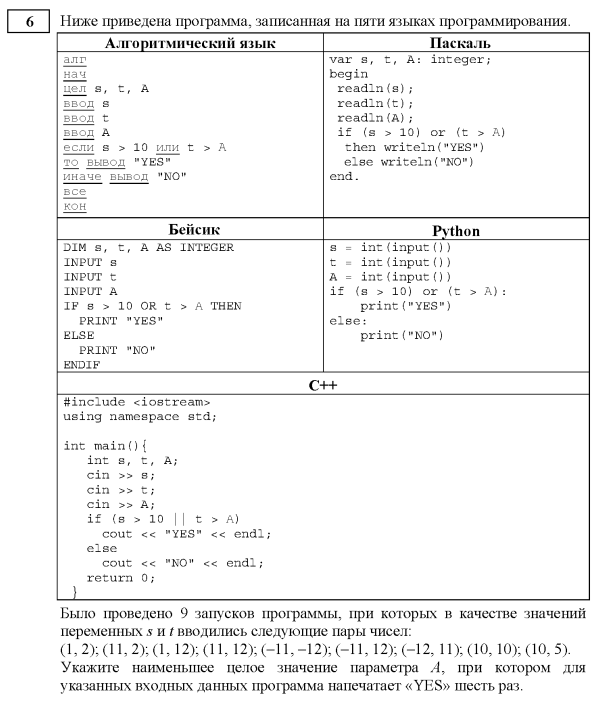 6 Ниже приведена программа, записанная на пяти языках программирования.
Алгоритмический язык
алг
нач
цел s, t, A
ввод s
ввод t
ввод A
если s > 10 или t > A
то вывод "YES"
иначе вывод "NO"
все
кон
Паскаль
var s, t, A: integer;
begin
readln(s);
readln(t);
readln(A);
if (s > 10) or (t > A)
then writeln("YES")
else writeln("NO")
end.
Бейсик
DIM s, t, A AS INTEGER
INPUT s
INPUT t
INPUT A
IF s > 10 OR t > A THEN
PRINT "YES"
ELSE
PRINT "NO"
ENDIF
Python
s = int(input())
t = int(input())
A = int(input())
if (s > 10) or (t > A):
print("YES")
else:
print("NO")
C++
#include <iostream>
using namespace std;
int main(){
int s, t, A;
cin >> s;
cin >> t;
cin >> A;
if (s > 10 || t > A)
cout << "YES" << endl;
else
cout << "NO" << endl;
return 0;
}
Было проведено 9 запусков программы, при которых в качестве значений
переменных s и t вводились следующие пары чисел:
(1, 2); (11, 2); (1, 12); (11, 12); (–11, –12); (–11, 12); (–12, 11); (10, 10); (10, 5).
Укажите наименьшее целое значение параметра A, при котором для
указанных входных данных программа напечатает «YES» шесть раз.